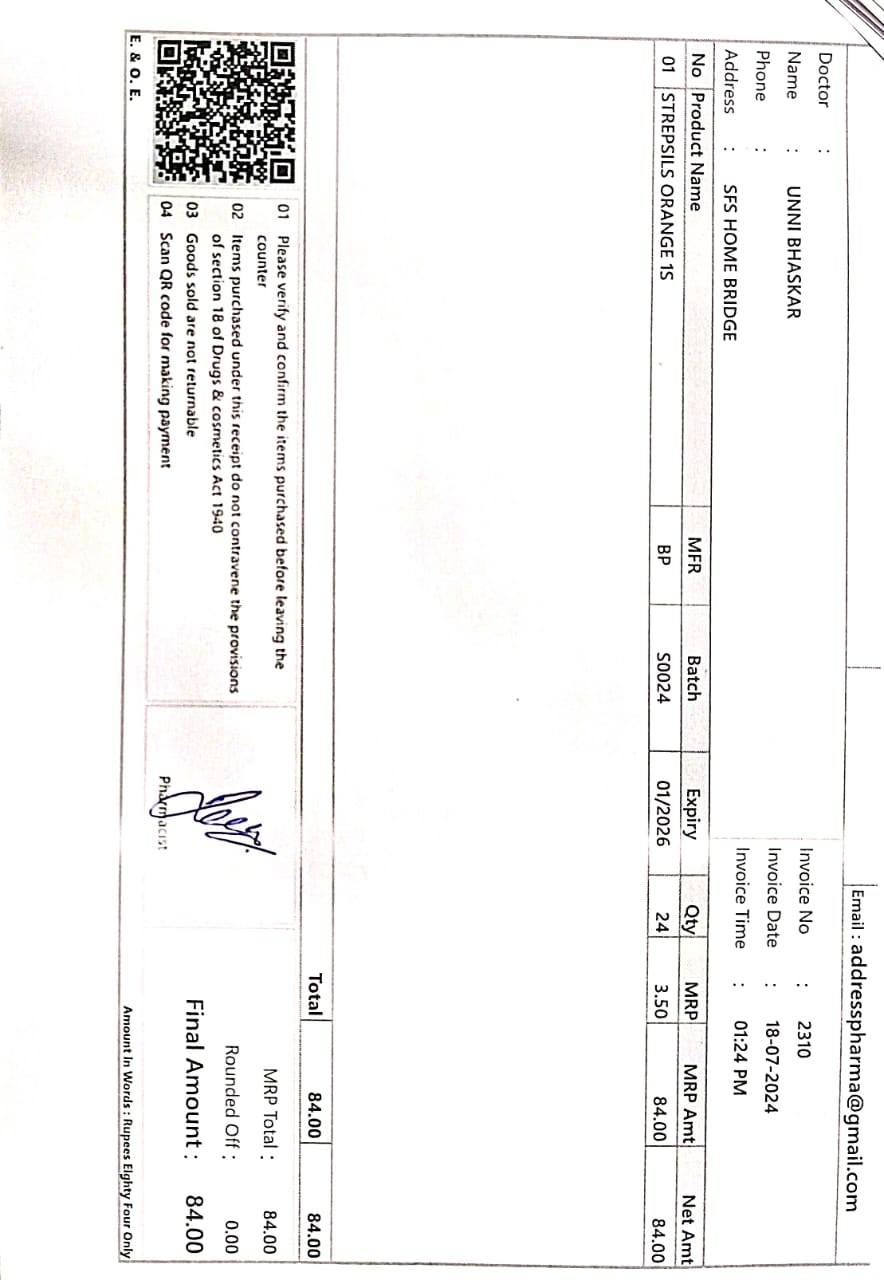 Email : addresspharma@gmail.com
Doctor :
Name : UNNI BHASKAR
Phone :
Address : SFS HOME BRIDGE
Invoice No : 2310
Invoice Date : 18-07-2024
Invoice Time : 01:24 PM
No Product Name MFR Batch Expiry Qty MRP MRP Amt Net Amt
01 STREPSILS ORANGE 1S BP S0024 01/2026 24 3.50 84.00 84.00
Total 84.00 84.00
01 Please verify and confirm the items purchased before leaving the
counter
02 Items purchased under this receipt do not contravene the provisions
of section 18 of Drugs & cosmetics Act 1940
03 Goods sold are not returnable
04 Scan QR code for making payment
Pharmacist
MRP Total : 84.00
Rounded Off : 0.00
Final Amount : 84.00
E. & O. E.
Amount In Words : Rupees Eighty Four Only